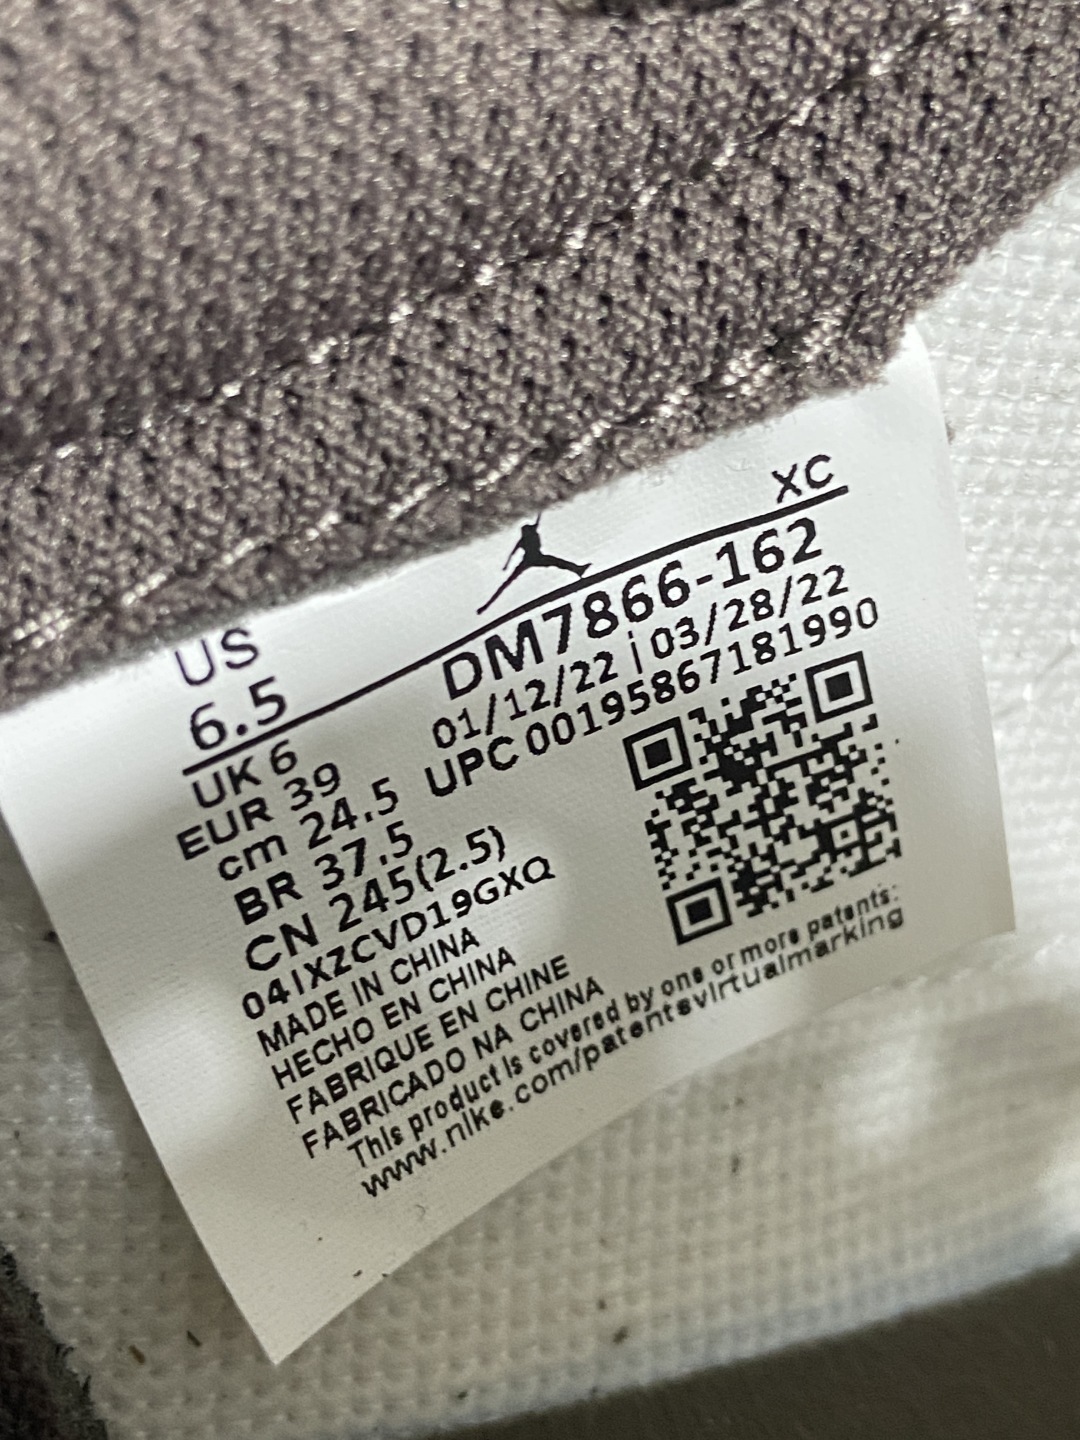 XC
US
6.5
DM7866-162
01/12/22 | 03/28/22
UPC 00195867181990
UK 6
EUR 39
cm 24.5
BR 37.5
CN 245(2.5)
04IXZCVD19GXQ
MADE IN CHINA
HECHO EN CHINA
FABRIQUE EN CHINE
FABRICADO NA CHINA
This product is covered by one or more patents:
www.nike.com/patentsvirtualmarking